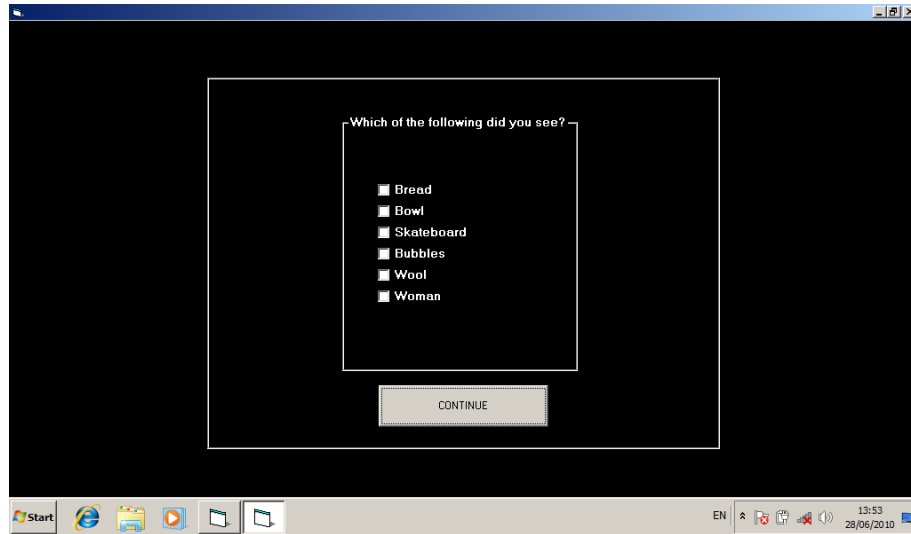 Which of the following did you see?
Bread
Bowl
Skateboard
Bubbles
Wool
Woman
CONTINUE
Start
EN
13:53
28/06/2010